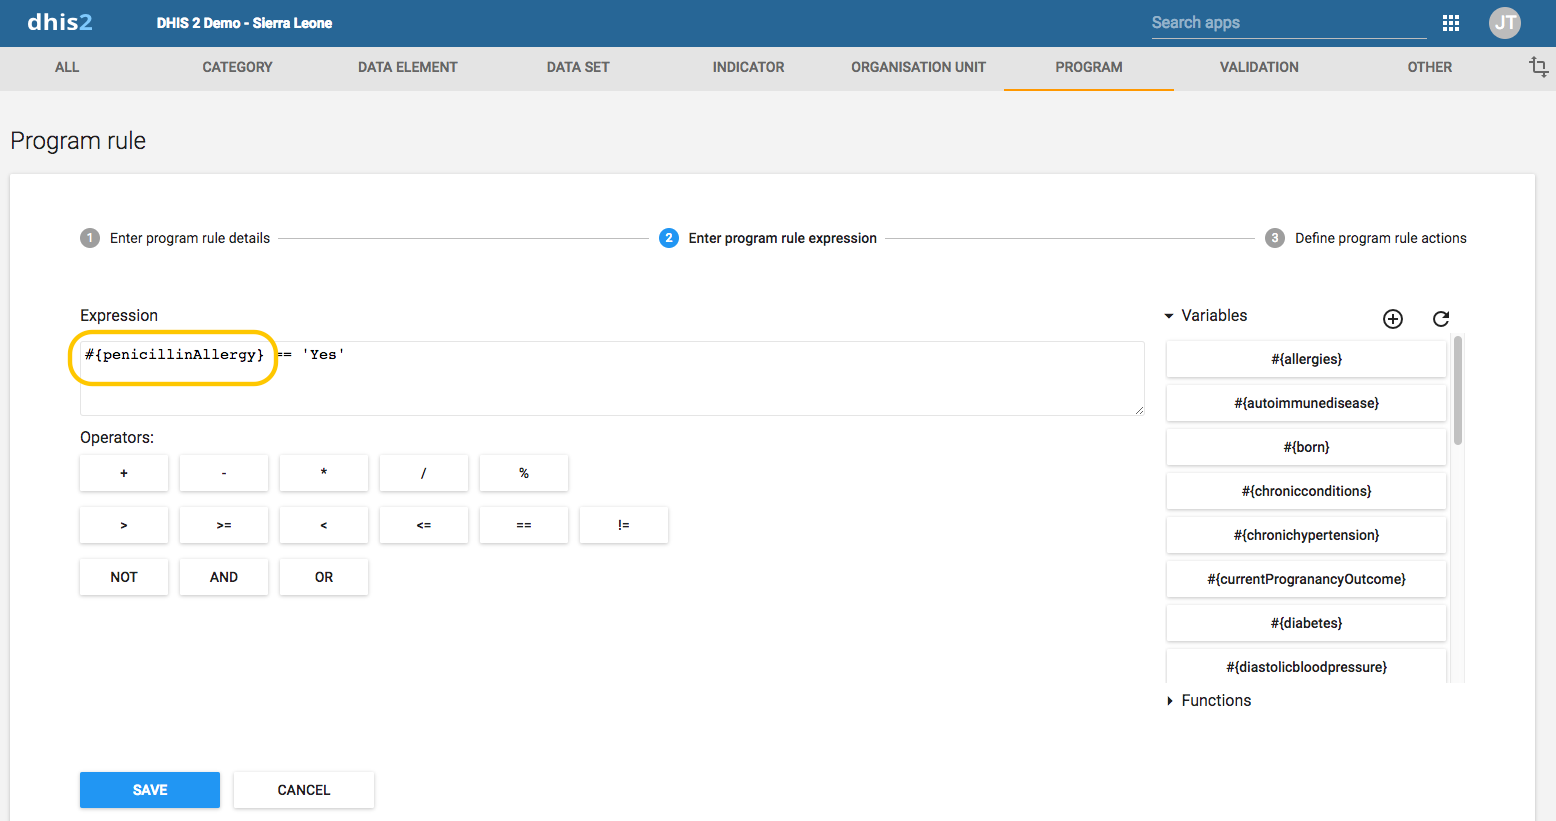 dhis2 DHIS 2 Demo - Sierra Leone Search apps JT
ALL CATEGORY DATA ELEMENT DATA SET INDICATOR ORGANISATION UNIT PROGRAM VALIDATION OTHER
Program rule
1 Enter program rule details 2 Enter program rule expression 3 Define program rule actions
Expression
#{penicillinAllergy} == 'Yes'
Operators:
+ - * / %
> >= < <= == !=
NOT AND OR
Variables
#{allergies}
#{autoimmunedisease}
#{born}
#{chronicconditions}
#{chronichypertension}
#{currentPrograncyOutcome}
#{diabetes}
#{diastolicbloodpressure}
Functions
SAVE CANCEL